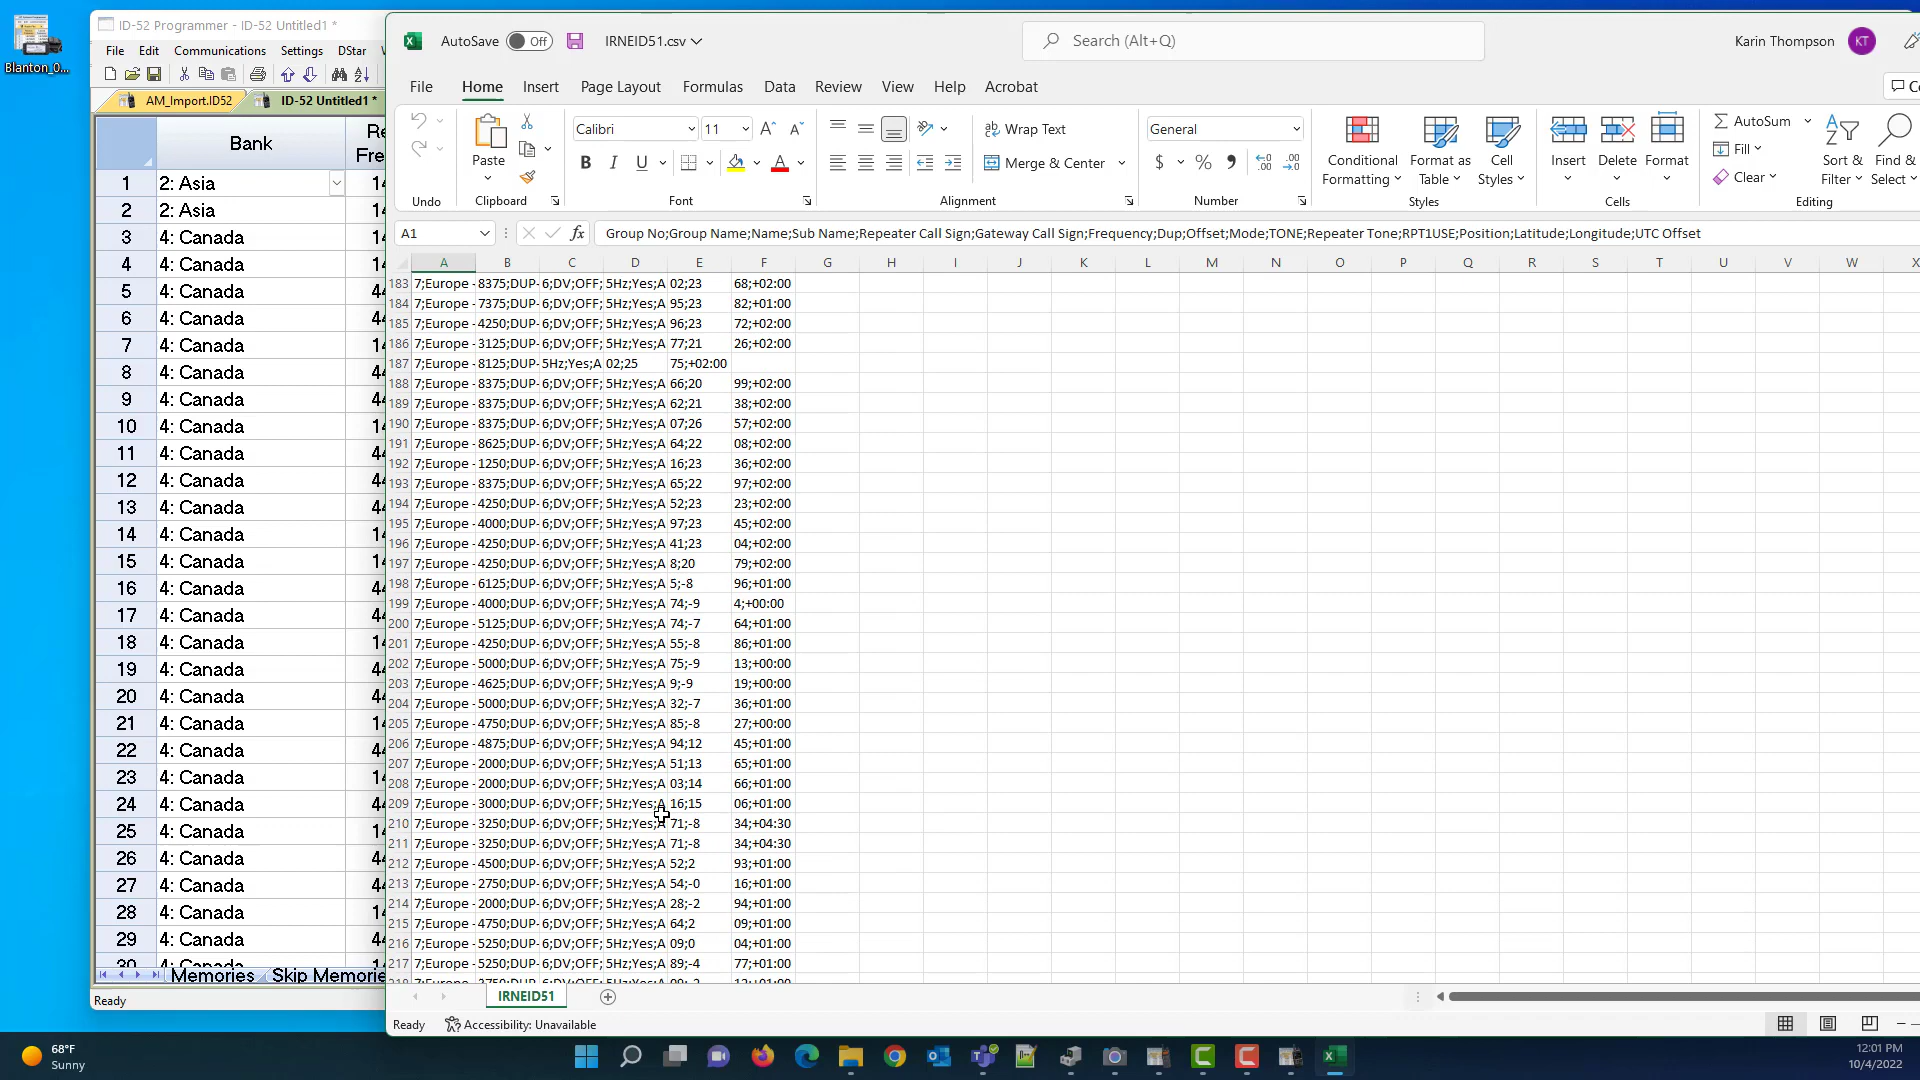 Blanton_0...
ID-52 Programmer - ID-52 Untitled1 *
File Edit Communications Settings DStar
AM_Import.ID52 ID-52 Untitled1 *
Bank
1 2: Asia
2 2: Asia
3 4: Canada
4 4: Canada
5 4: Canada
6 4: Canada
7 4: Canada
8 4: Canada
9 4: Canada
10 4: Canada
11 4: Canada
12 4: Canada
13 4: Canada
14 4: Canada
15 4: Canada
16 4: Canada
17 4: Canada
18 4: Canada
19 4: Canada
20 4: Canada
21 4: Canada
22 4: Canada
23 4: Canada
24 4: Canada
25 4: Canada
26 4: Canada
27 4: Canada
28 4: Canada
29 4: Canada
Memories Skip Memorie
Ready
AutoSave Off IRNEID51.csv Search (Alt+Q) Karin Thompson KT
File Home Insert Page Layout Formulas Data Review View Help Acrobat
Paste Calibri 11 Wrap Text General Conditional Formatting Format as Table Cell Styles Insert Delete Format AutoSum Sort & Filter Find & Select
B I U Merge & Center $ % Fill
Clear
Undo Clipboard Font Alignment Number Styles Cells Editing
A1 fx Group No;Group Name;Name;Sub Name;Repeater Call Sign;Gateway Call Sign;Frequency;Dup;Offset;Mode;TONE;Repeater Tone;RPT1USE;Position;Latitude;Longitude;UTC Offset
A B C D E F G H I J K L M N O P Q R S T U V W X
183 7;Europe - 8375;DUP- 6;DV;OFF; 5Hz;Yes;A 02;23 68;+02:00
184 7;Europe - 7375;DUP- 6;DV;OFF; 5Hz;Yes;A 95;23 82;+01:00
185 7;Europe - 4250;DUP- 6;DV;OFF; 5Hz;Yes;A 96;23 72;+02:00
186 7;Europe - 3125;DUP- 6;DV;OFF; 5Hz;Yes;A 77;21 26;+02:00
187 7;Europe - 8125;DUP- 5Hz;Yes;A 02;25 75;+02:00
188 7;Europe - 8375;DUP- 6;DV;OFF; 5Hz;Yes;A 66;20 99;+02:00
189 7;Europe - 8375;DUP- 6;DV;OFF; 5Hz;Yes;A 62;21 38;+02:00
190 7;Europe - 8375;DUP- 6;DV;OFF; 5Hz;Yes;A 07;26 57;+02:00
191 7;Europe - 8625;DUP- 6;DV;OFF; 5Hz;Yes;A 64;22 08;+02:00
192 7;Europe - 1250;DUP- 6;DV;OFF; 5Hz;Yes;A 16;23 36;+02:00
193 7;Europe - 8375;DUP- 6;DV;OFF; 5Hz;Yes;A 65;22 97;+02:00
194 7;Europe - 4250;DUP- 6;DV;OFF; 5Hz;Yes;A 52;23 23;+02:00
195 7;Europe - 4000;DUP- 6;DV;OFF; 5Hz;Yes;A 97;23 45;+02:00
196 7;Europe - 4250;DUP- 6;DV;OFF; 5Hz;Yes;A 41;23 04;+02:00
197 7;Europe - 4250;DUP- 6;DV;OFF; 5Hz;Yes;A 8;20 79;+02:00
198 7;Europe - 6125;DUP- 6;DV;OFF; 5Hz;Yes;A 5;-8 96;+01:00
199 7;Europe - 4000;DUP- 6;DV;OFF; 5Hz;Yes;A 74;-9 4;+00:00
200 7;Europe - 5125;DUP- 6;DV;OFF; 5Hz;Yes;A 74;-7 64;+01:00
201 7;Europe - 4250;DUP- 6;DV;OFF; 5Hz;Yes;A 55;-8 86;+01:00
202 7;Europe - 5000;DUP- 6;DV;OFF; 5Hz;Yes;A 75;-9 13;+00:00
203 7;Europe - 4625;DUP- 6;DV;OFF; 5Hz;Yes;A 9;-9 19;+00:00
204 7;Europe - 5000;DUP- 6;DV;OFF; 5Hz;Yes;A 32;-7 36;+01:00
205 7;Europe - 4750;DUP- 6;DV;OFF; 5Hz;Yes;A 85;-8 27;+00:00
206 7;Europe - 4875;DUP- 6;DV;OFF; 5Hz;Yes;A 94;12 45;+01:00
207 7;Europe - 2000;DUP- 6;DV;OFF; 5Hz;Yes;A 51;13 65;+01:00
208 7;Europe - 2000;DUP- 6;DV;OFF; 5Hz;Yes;A 03;14 66;+01:00
209 7;Europe - 3000;DUP- 6;DV;OFF; 5Hz;Yes;A 16;15 06;+01:00
210 7;Europe - 3250;DUP- 6;DV;OFF; 5Hz;Yes;A 71;-8 34;+04:30
211 7;Europe - 3250;DUP- 6;DV;OFF; 5Hz;Yes;A 71;-8 34;+04:30
212 7;Europe - 4500;DUP- 6;DV;OFF; 5Hz;Yes;A 52;2 93;+01:00
213 7;Europe - 2750;DUP- 6;DV;OFF; 5Hz;Yes;A 54;-0 16;+01:00
214 7;Europe - 2000;DUP- 6;DV;OFF; 5Hz;Yes;A 28;-2 94;+01:00
215 7;Europe - 4750;DUP- 6;DV;OFF; 5Hz;Yes;A 64;2 09;+01:00
216 7;Europe - 5250;DUP- 6;DV;OFF; 5Hz;Yes;A 09;0 04;+01:00
217 7;Europe - 5250;DUP- 6;DV;OFF; 5Hz;Yes;A 89;-4 77;+01:00
IRNEID51
Ready Accessibility: Unavailable
68°F
Sunny
12:01 PM
10/4/2022